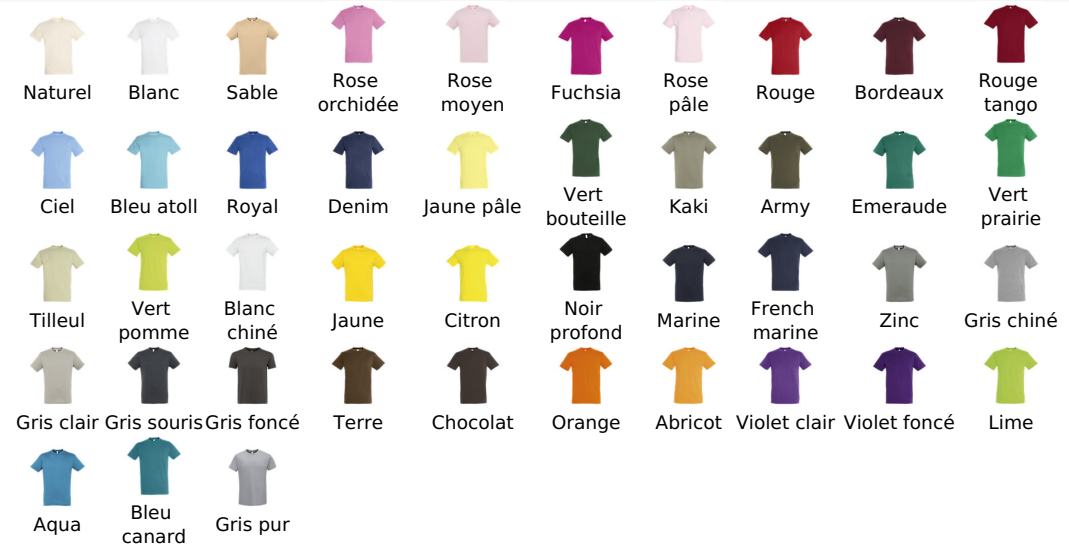 Naturel
Blanc
Sable
Rose
orchidée
Rose
moyen
Fuchsia
Rose
pâle
Rouge
Bordeaux
Rouge
tango
Ciel
Bleu atoll
Royal
Denim
Jaune pâle
Vert
bouteille
Kaki
Army
Emeraude
Vert
prairie
Tilleul
Vert
pomme
Blanc
chiné
Jaune
Citron
Noir
profond
Marine
French
marine
Zinc
Gris chiné
Gris clair
Gris souris
Gris foncé
Terre
Chocolat
Orange
Abricot
Violet clair
Violet foncé
Lime
Aqua
Bleu
canard
Gris pur